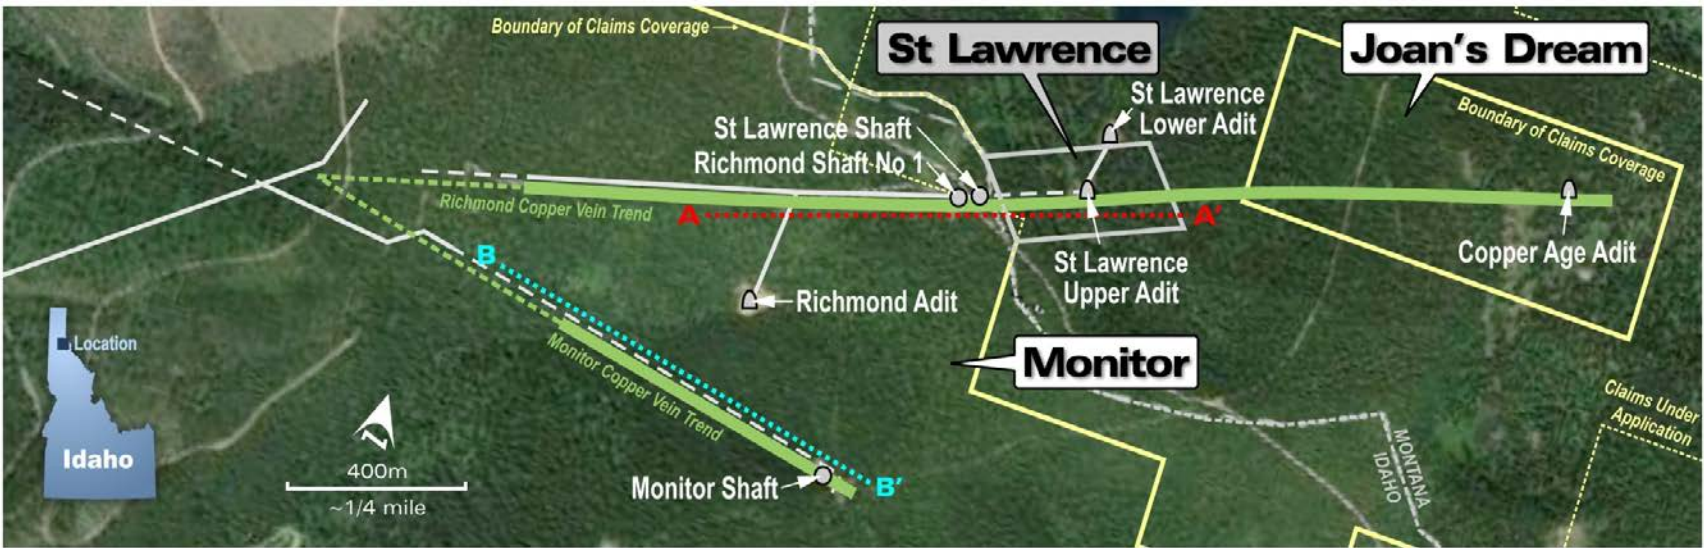 Boundary of Claims Coverage
St Lawrence
Joan's Dream
St Lawrence
Lower Adit
Boundary of Claims Coverage
St Lawrence Shaft
Richmond Shaft No 1
Richmond Copper Vein Trend
A
A'
Copper Age Adit
B
St Lawrence
Upper Adit
Richmond Adit
Location
Monitor
Monitor Copper Vein Trend
Claims Under
Application
Idaho
N
400m
~1/4 mile
Monitor Shaft
B'
MONTANA
IDAHO